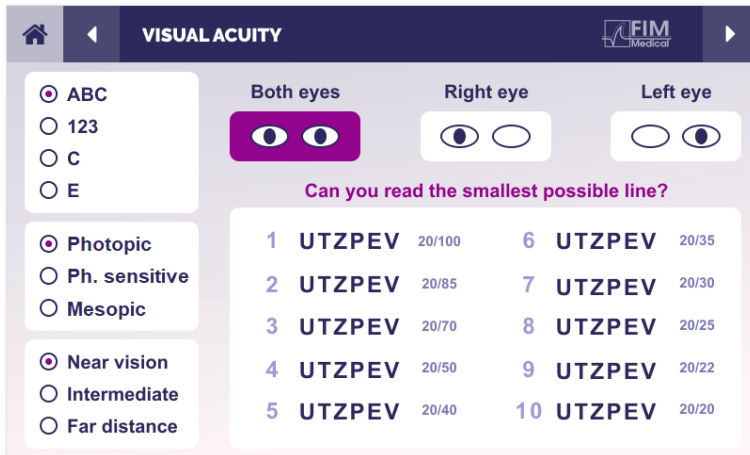 VISUAL ACUITY
FIM
Medical
ABC
123
C
E
Photopic
Ph. sensitive
Mesopic
Near vision
Intermediate
Far distance
Both eyes
Right eye
Left eye
Can you read the smallest possible line?
1 UTZPEV 20/100
2 UTZPEV 20/85
3 UTZPEV 20/70
4 UTZPEV 20/50
5 UTZPEV 20/40
6 UTZPEV 20/35
7 UTZPEV 20/30
8 UTZPEV 20/25
9 UTZPEV 20/22
10 UTZPEV 20/20